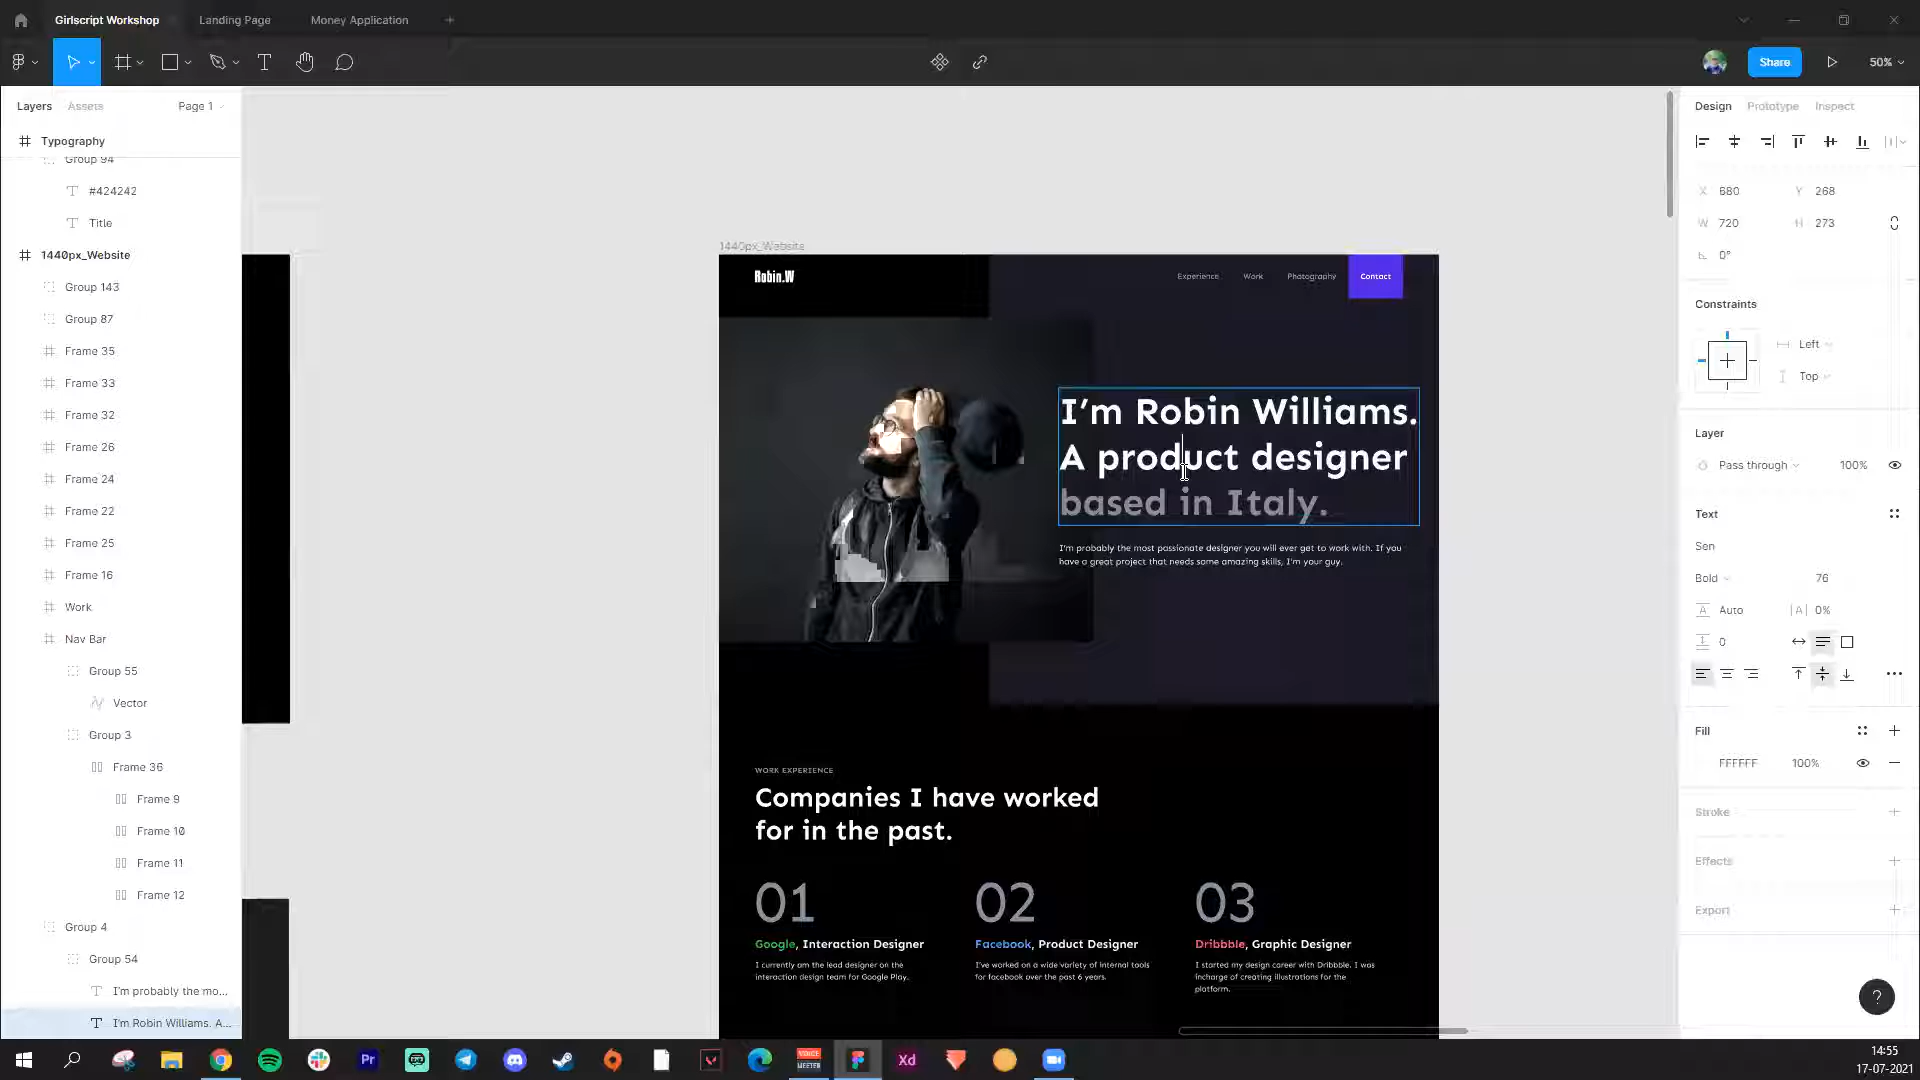 Girlscript Workshop
Landing Page
Money Application
Share
50%
Layers
Assets
Page 1
Typography
Group 94
#424242
Title
1440px_Website
Group 143
Group 87
Frame 35
Frame 33
Frame 32
Frame 26
Frame 24
Frame 22
Frame 25
Frame 16
Work
Nav Bar
Group 55
Vector
Group 3
Frame 36
Frame 9
Frame 10
Frame 11
Frame 12
Group 4
Group 54
I'm probably the mo...
I'm Robin Williams. A...
1440px_Website
Robin.W
Experience
Work
Photography
Contact
I'm Robin Williams.
A product designer
based in Italy.
I'm probably the most passionate designer you will ever get to work with. If you
have a great project that needs some amazing skills, I'm your guy.
WORK EXPERIENCE
Companies I have worked
for in the past.
01
Google, Interaction Designer
I currently am the lead designer on the
interaction design team for Google Play.
02
Facebook, Product Designer
I've worked on a wide variety of internal tools
for facebook over the past 6 years.
03
Dribbble, Graphic Designer
I started my design career with Dribbble. I was
incharge of creating illustrations for the
platform.
Design
Prototype
Inspect
X 680
Y 268
W 720
H 273
0°
Constraints
Left
Top
Layer
Pass through
100%
Text
Sen
Bold
76
Auto
|A| 0%
0
Fill
FFFFFF
100%
Stroke
Effects
Export
?
Pr
VOICE
MEETER
Xd
14:55
17-07-2021